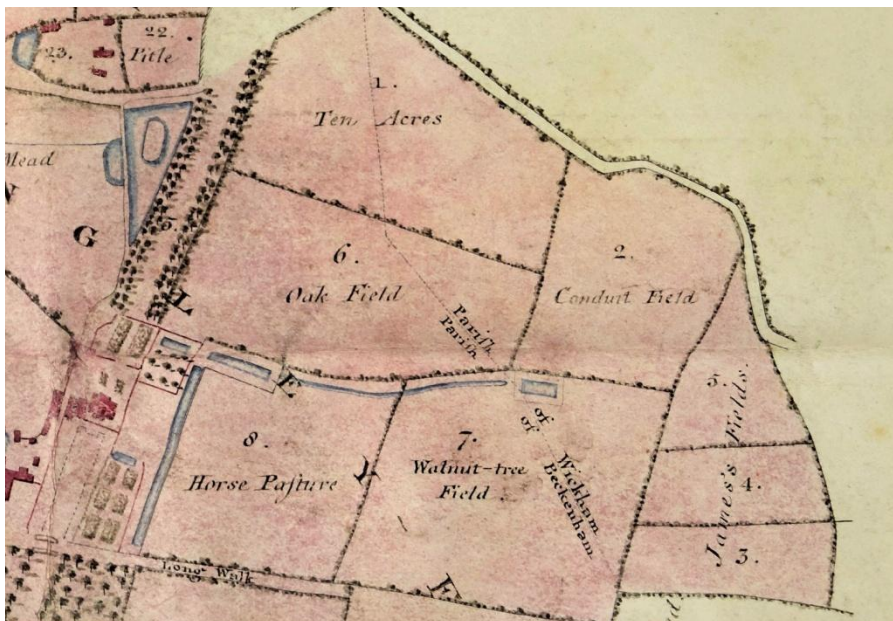 22.
Pitle
23.
1.
Ten Acres
Mead
G
5
6.
Oak Field
L
2.
Conduit Field
Parish
Parish
E
5.
James's Fields.
4.
3.
8.
Horse Pasture
7.
Walnut-tree
Field
Y
of
of
Wickham
Beckenham
Long Walk
F